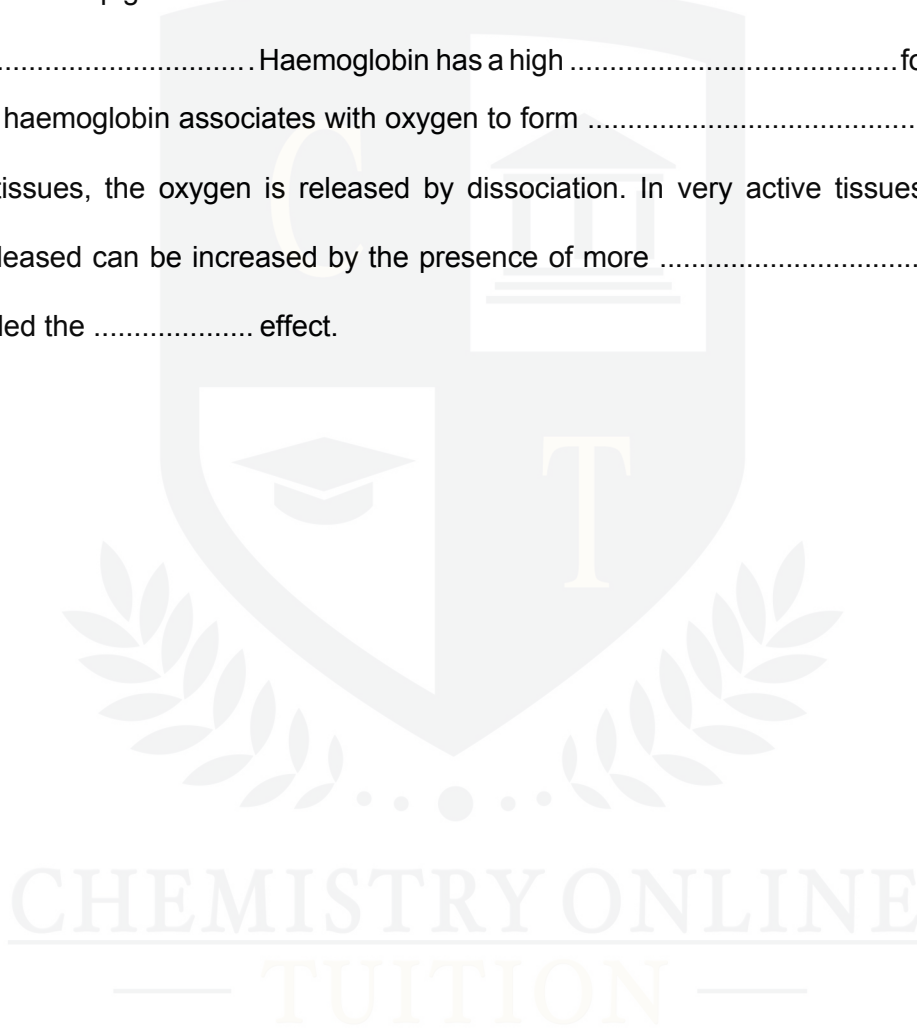 .............................. . Haemoglobin has a high ....................................... fo
haemoglobin associates with oxygen to form .......................................
tissues, the oxygen is released by dissociation. In very active tissues
leased can be increased by the presence of more ...............................
led the ................... effect.
C
T
CHEMISTRY ONLINE
TUITION